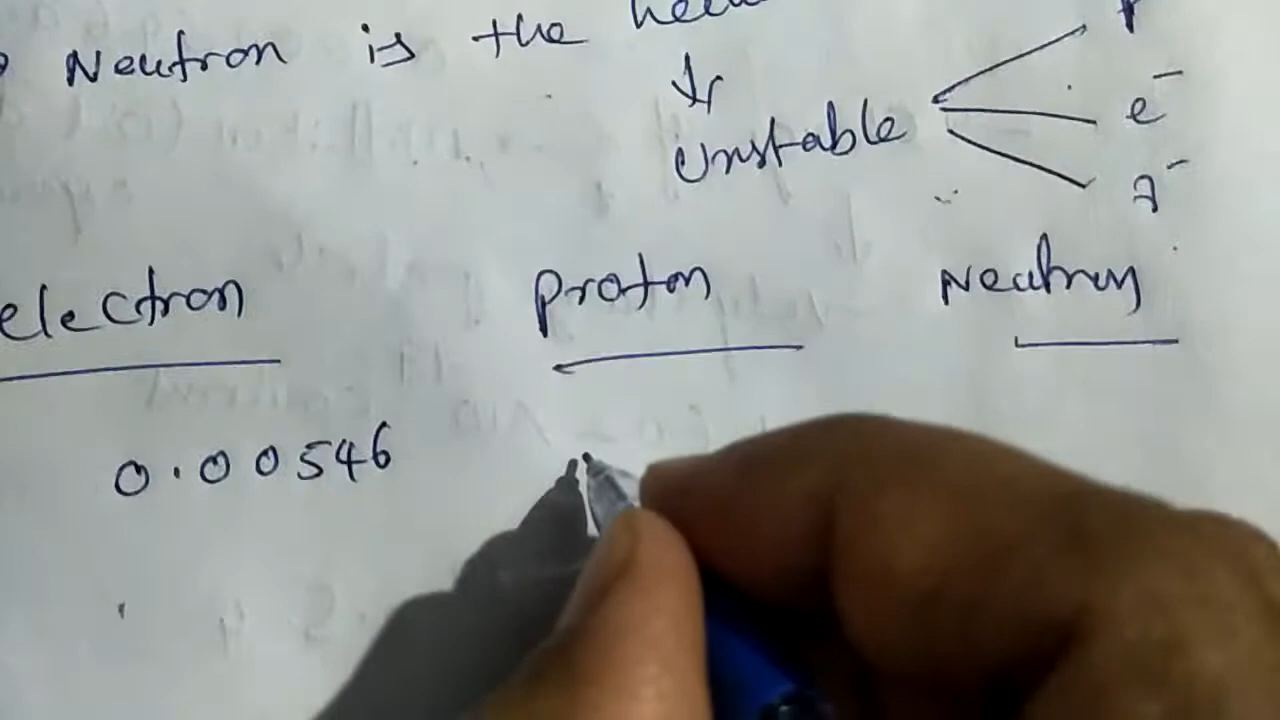 Neutron is the
unstable
e⁻
electron Proton Neutron
0.00546